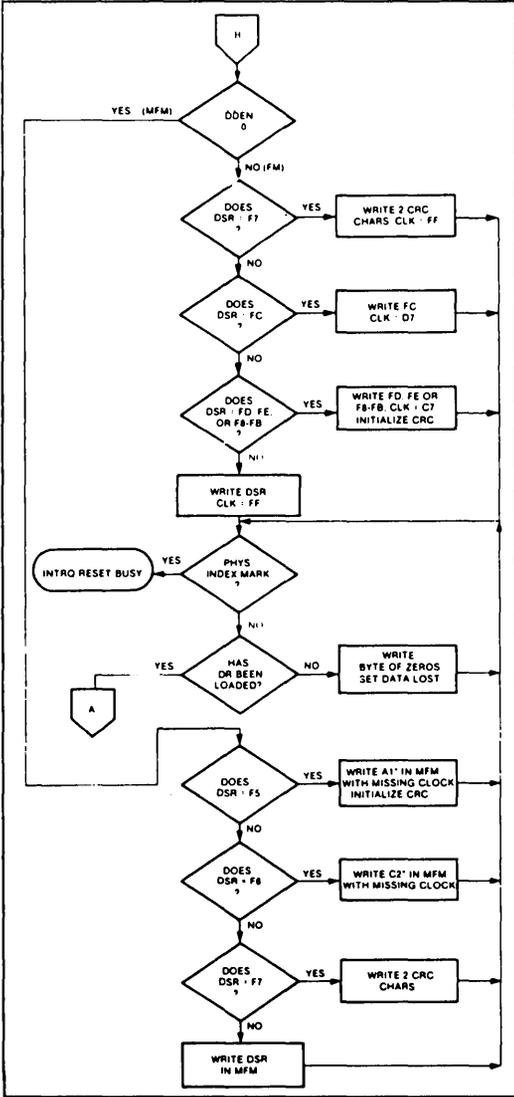 H
YES (MFM)
DDEN
0
NO (FM)
DOES
DSR = F7
?
YES
WRITE 2 CRC
CHARS. CLK = FF
NO
DOES
DSR = FC
?
YES
WRITE FC
CLK = D7
NO
DOES
DSR = FD, FE,
OR F8-FB
?
YES
WRITE FD, FE OR
F8-FB, CLK = C7
INITIALIZE CRC
NO
WRITE DSR
CLK = FF
INTRQ RESET BUSY
YES
PHYS
INDEX MARK
?
NO
YES
HAS
DR BEEN
LOADED?
NO
WRITE
BYTE OF ZEROS
SET DATA LOST
A
DOES
DSR = F5
?
YES
WRITE A1* IN MFM
WITH MISSING CLOCK
INITIALIZE CRC
NO
DOES
DSR = F6
?
YES
WRITE C2* IN MFM
WITH MISSING CLOCK
NO
DOES
DSR = F7
?
YES
WRITE 2 CRC
CHARS
NO
WRITE DSR
IN MFM